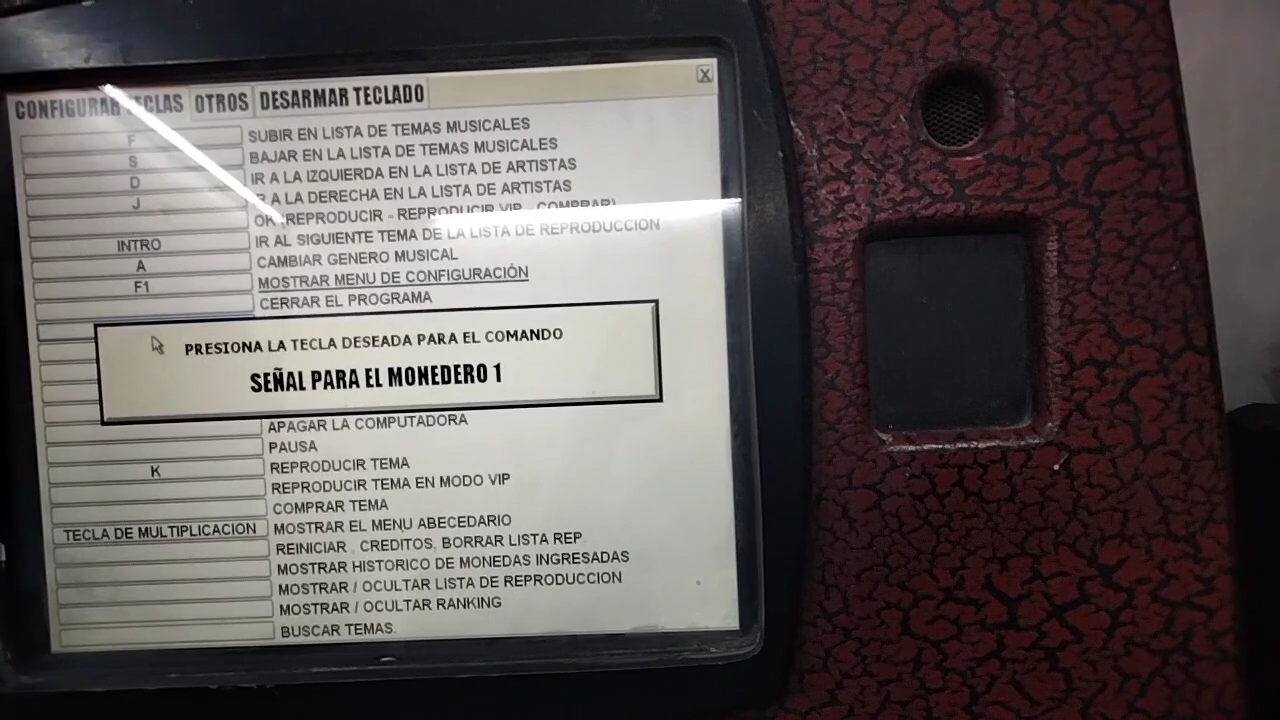 CONFIGURAR TECLAS OTROS DESARMAR TECLADO X
F SUBIR EN LISTA DE TEMAS MUSICALES
S BAJAR EN LA LISTA DE TEMAS MUSICALES
D IR A LA IZQUIERDA EN LA LISTA DE ARTISTAS
J IR A LA DERECHA EN LA LISTA DE ARTISTAS
OK (REPRODUCIR - REPRODUCIR VIP - COMPRAR)
INTRO IR AL SIGUIENTE TEMA DE LA LISTA DE REPRODUCCION
A CAMBIAR GENERO MUSICAL
F1 MOSTRAR MENU DE CONFIGURACIÓN
CERRAR EL PROGRAMA
PRESIONA LA TECLA DESEADA PARA EL COMANDO
SEÑAL PARA EL MONEDERO 1
APAGAR LA COMPUTADORA
PAUSA
K REPRODUCIR TEMA
REPRODUCIR TEMA EN MODO VIP
COMPRAR TEMA
TECLA DE MULTIPLICACION MOSTRAR EL MENU ABECEDARIO
REINICIAR , CREDITOS, BORRAR LISTA REP
MOSTRAR HISTORICO DE MONEDAS INGRESADAS
MOSTRAR / OCULTAR LISTA DE REPRODUCCION
MOSTRAR / OCULTAR RANKING
BUSCAR TEMAS.